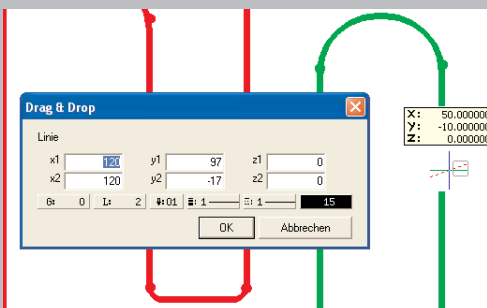 Drag & Drop
X: 50.000000
Y: -10.000000
Z: 0.000000
Linie
x1 120 y1 97 z1 0
x2 120 y2 -17 z2 0
G: 0 L: 2 01 1 1 15
OK Abbrechen